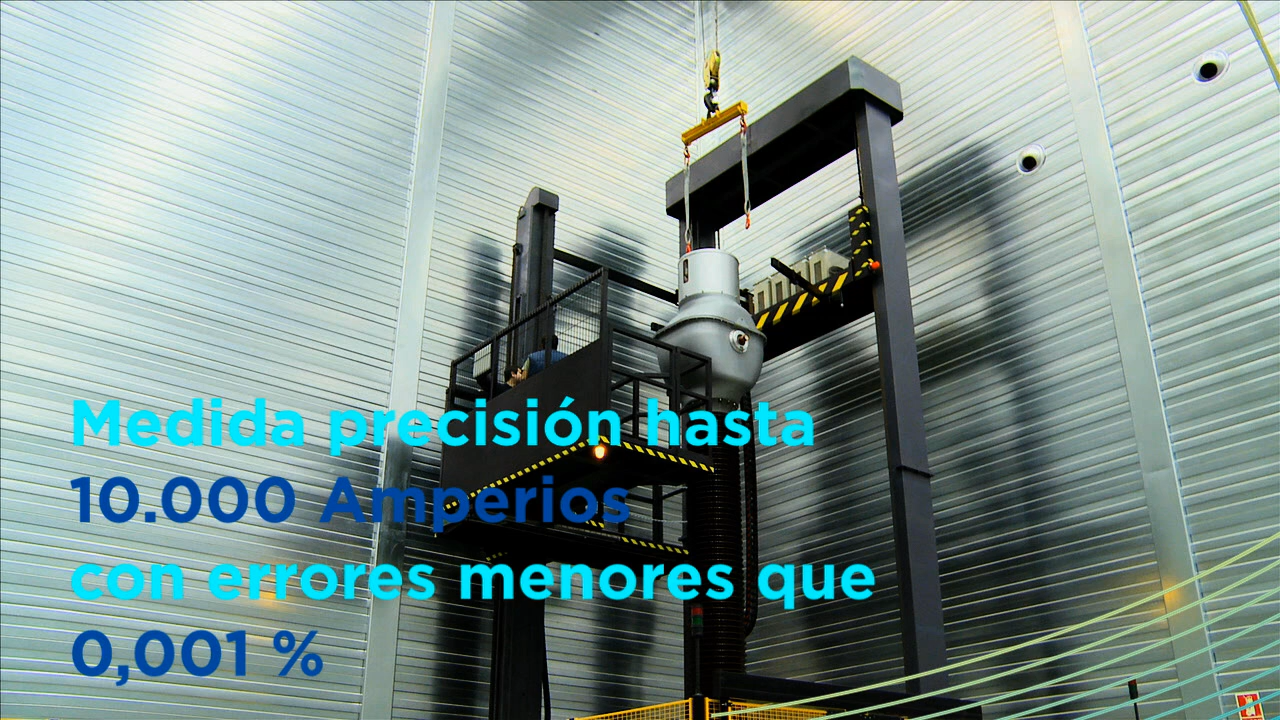 Medida precisión hasta
10.000 Amperios
con errores menores que
0,001 %